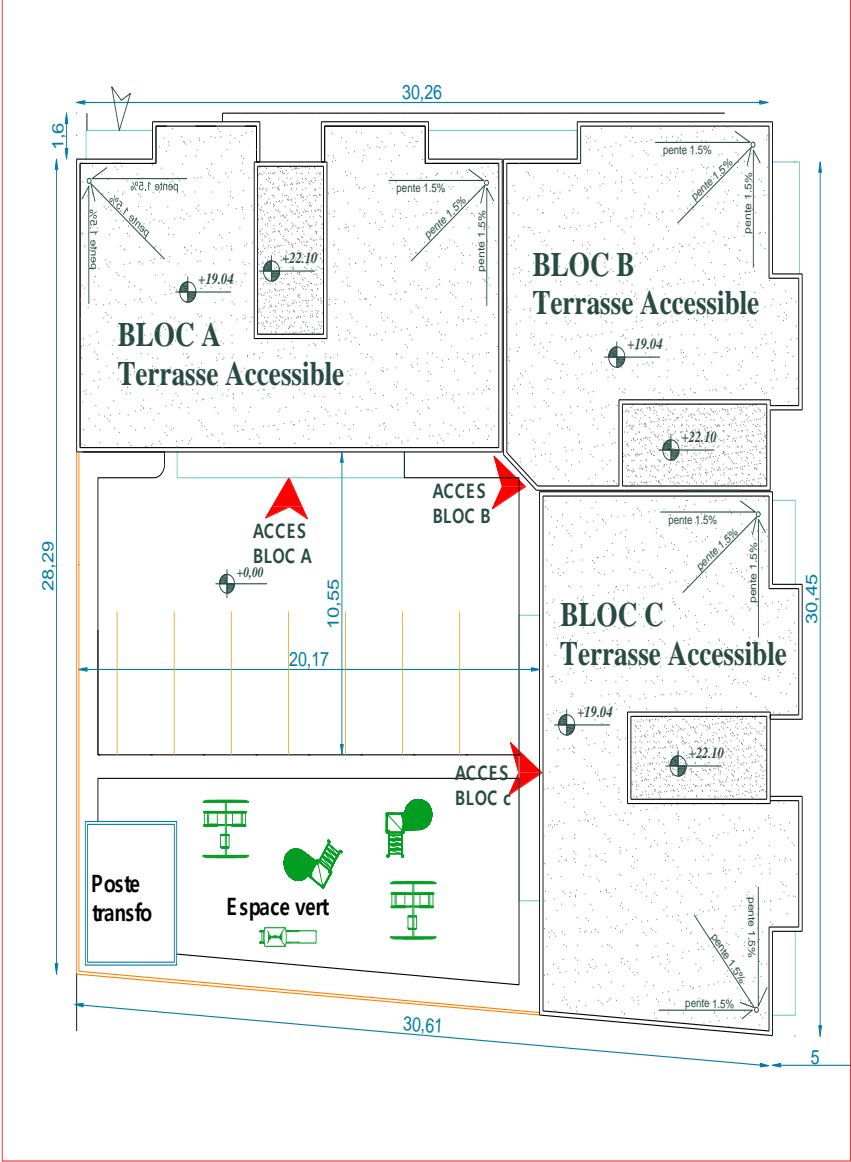 30,26
1,6
pente 1.5%
pente 1.5%
pente 1.5%
pente 1.5%
pente 1.5%
pente 1.5%
pente 1.5%
pente 1.5%
pente 1.5%
+22.10
+19.04
BLOC A
Terrasse Accessible
BLOC B
Terrasse Accessible
+19.04
+22.10
ACCES
BLOC B
ACCES
BLOC A
+0,00
28,29
10,55
20,17
30,45
pente 1.5%
pente 1.5%
pente 1.5%
BLOC C
Terrasse Accessible
+19.04
+22.10
ACCES
BLOC c
Poste
transfo
Espace vert
pente 1.5%
pente 1.5%
pente 1.5%
30,61
5